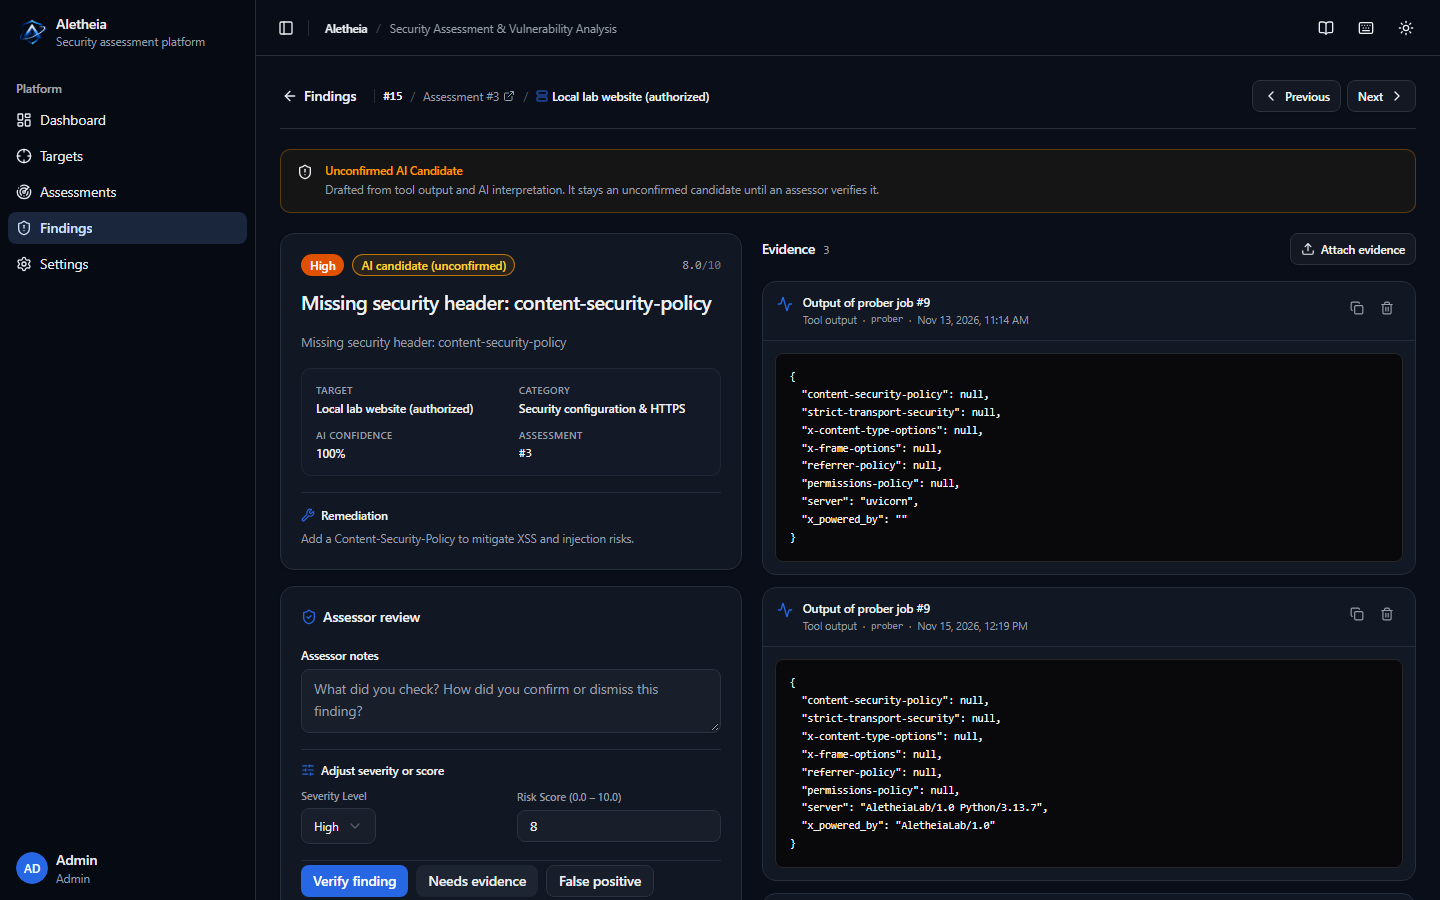 Aletheia
Security assessment platform
Platform
Dashboard
Targets
Assessments
Findings
Settings
AD
Admin
Admin
Aletheia / Security Assessment & Vulnerability Analysis
Findings #15 / Assessment #3 / Local lab website (authorized)
Previous
Next
Unconfirmed AI Candidate
Drafted from tool output and AI interpretation. It stays an unconfirmed candidate until an assessor verifies it.
High AI candidate (unconfirmed) 8.0/10
Missing security header: content-security-policy
Missing security header: content-security-policy
TARGET
Local lab website (authorized)
CATEGORY
Security configuration & HTTPS
AI CONFIDENCE
100%
ASSESSMENT
#3
Remediation
Add a Content-Security-Policy to mitigate XSS and injection risks.
Assessor review
Assessor notes
What did you check? How did you confirm or dismiss this
finding?
Adjust severity or score
Severity Level
High
Risk Score (0.0 – 10.0)
8
Verify finding
Needs evidence
False positive
Evidence 3
Attach evidence
Output of prober job #9
Tool output · prober · Nov 13, 2026, 11:14 AM
{
"content-security-policy": null,
"strict-transport-security": null,
"x-content-type-options": null,
"x-frame-options": null,
"referrer-policy": null,
"permissions-policy": null,
"server": "uvicorn",
"x_powered_by": ""
}
Output of prober job #9
Tool output · prober · Nov 15, 2026, 12:19 PM
{
"content-security-policy": null,
"strict-transport-security": null,
"x-content-type-options": null,
"x-frame-options": null,
"referrer-policy": null,
"permissions-policy": null,
"server": "AletheiaLab/1.0 Python/3.13.7",
"x_powered_by": "AletheiaLab/1.0"
}